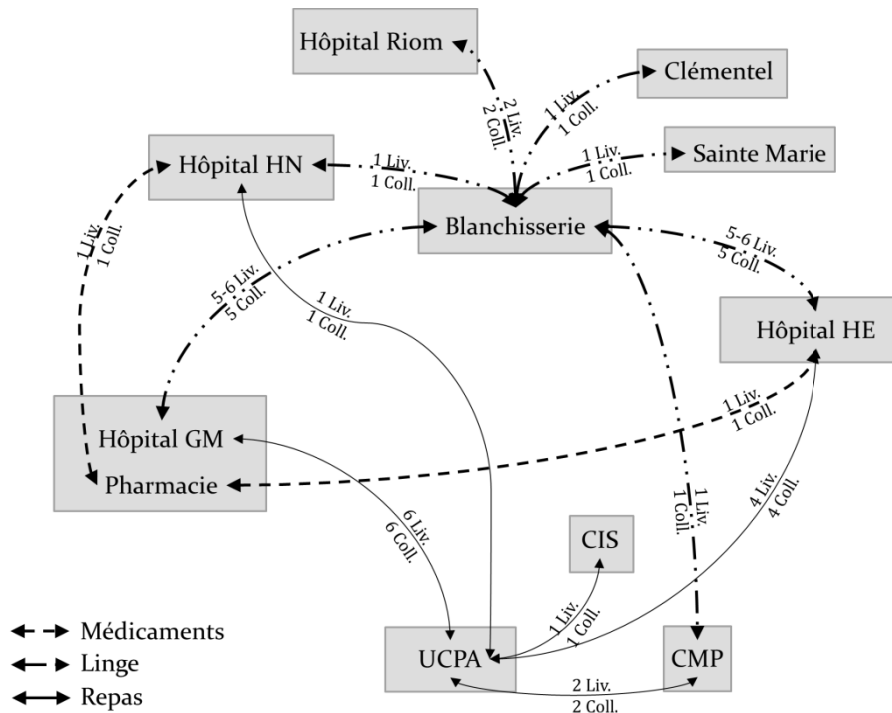 Hôpital Riom
Clémentel
2 Liv.
2 Coll.
1 Liv.
1 Coll.
Hôpital HN
1 Liv.
1 Coll.
1 Liv.
1 Coll.
Sainte Marie
Blanchisserie
1 Liv.
1 Coll.
5-6 Liv.
5 Coll.
5-6 Liv.
5 Coll.
1 Liv.
1 Coll.
Hôpital HE
1 Liv.
1 Coll.
Hôpital GM
Pharmacie
6 Liv.
6 Coll.
1 Liv.
1 Coll.
4 Liv.
4 Coll.
CIS
1 Liv.
1 Coll.
Médicaments
Linge
Repas
UCPA
CMP
2 Liv.
2 Coll.